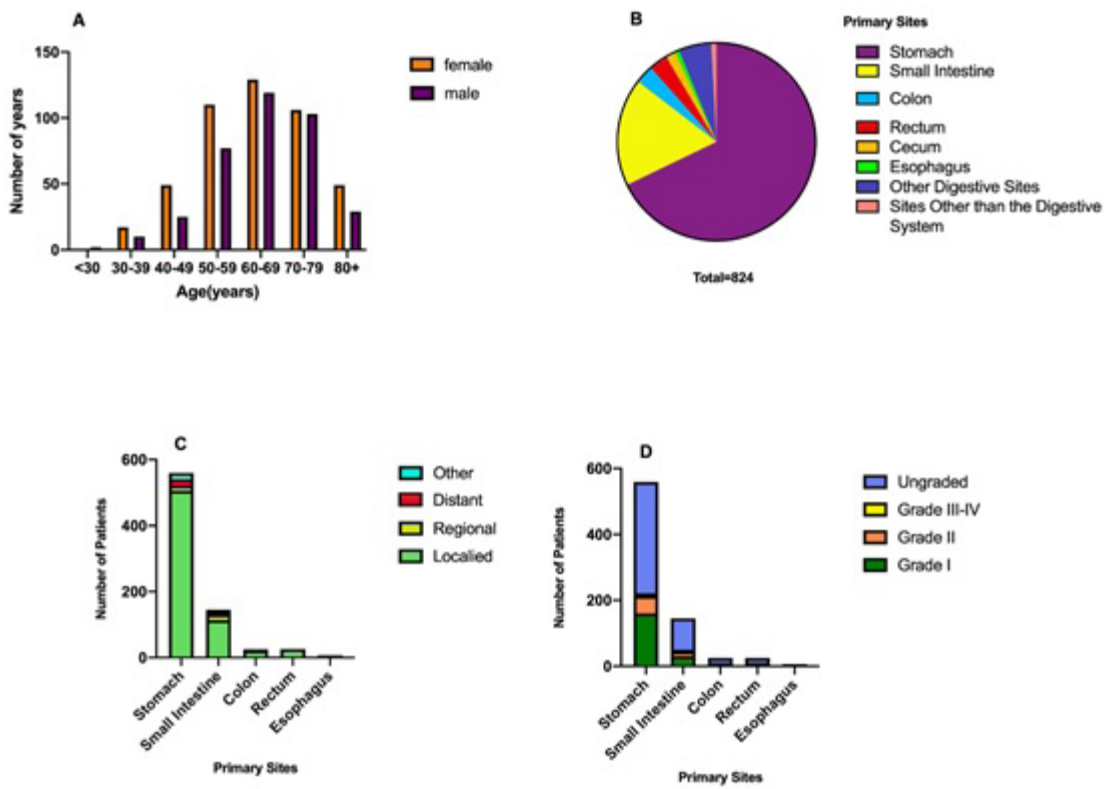 A
Number of years
150
100
50
0
<30 30-39 40-49 50-59 60-69 70-79 80+
Age(years)
female
male
B
Primary Sites
Stomach
Small Intestine
Colon
Rectum
Cecum
Esophagus
Other Digestive Sites
Sites Other than the Digestive
System
Total=824
C
Number of Patients
600
400
200
0
Stomach
Small Intestine
Colon
Rectum
Esophagus
Primary Sites
Other
Distant
Regional
Localied
D
Number of Patients
600
400
200
0
Stomach
Small Intestine
Colon
Rectum
Esophagus
Primary Sites
Ungraded
Grade III-IV
Grade II
Grade I